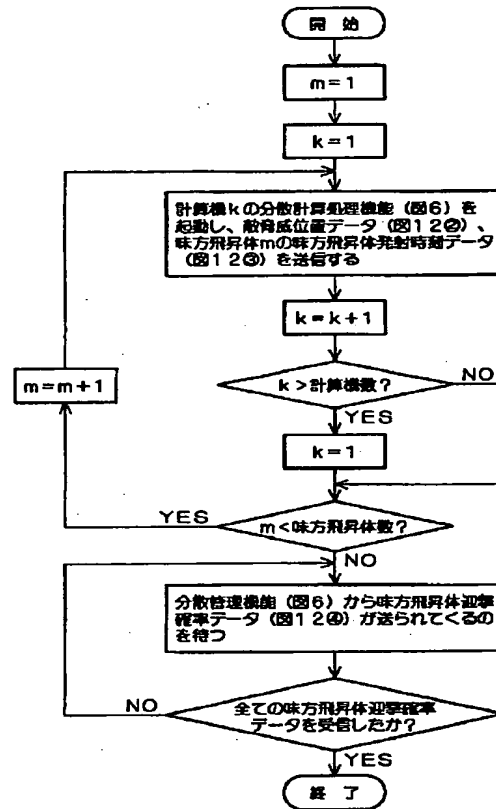 開 始
m=1
k=1
計算機kの分散計算処理機能(図6)を
起動し、敵脅威位置データ(図12②)、
味方飛昇体mの味方飛昇体発射時刻データ
(図12③)を送信する
k=k+1
m=m+1
k>計算機数?
NO
YES
k=1
YES
m<味方飛昇体数?
NO
分散管理機能(図6)から味方飛昇体迎撃
確率データ(図12④)が送られてくるの
を待つ
NO
全ての味方飛昇体迎撃確率
データを受信したか?
YES
終 了